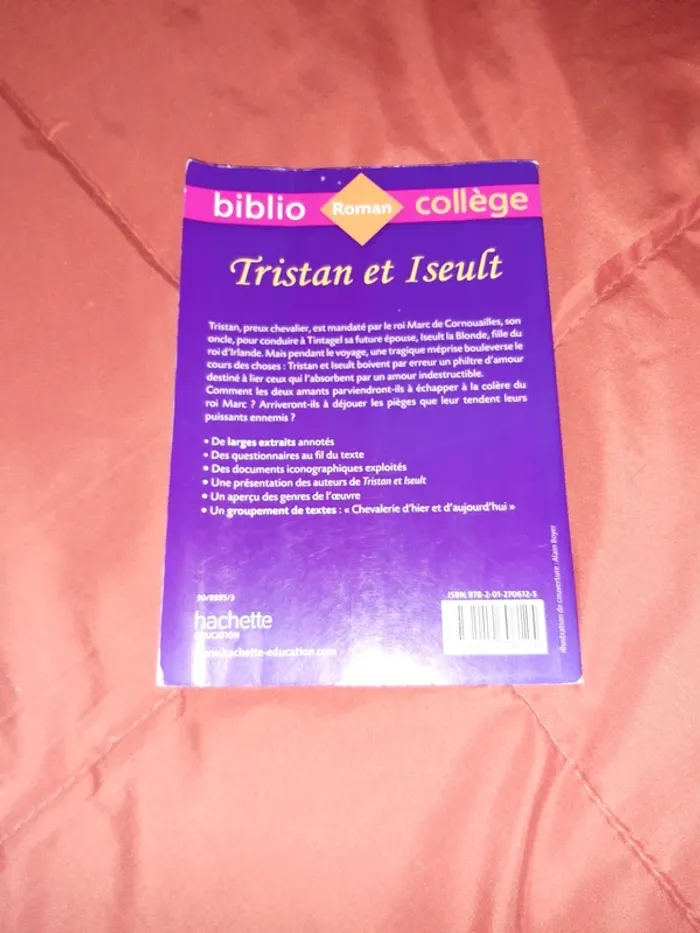 biblio Roman collège
Tristan et Iseult
Tristan, preux chevalier, est mandaté par le roi Marc de Cornouailles, son
oncle, pour conduire à Tintagel sa future épouse, Iseult la Blonde, fille du
roi d'Irlande. Mais pendant le voyage, une tragique méprise bouleverse le
cours des choses : Tristan et Iseult boivent par erreur un philtre d'amour
destiné à lier ceux qui l'absorbent par un amour indestructible.
Comment les deux amants parviendront-ils à échapper à la colère du
roi Marc ? Arriveront-ils à déjouer les pièges que leur tendent leurs
puissants ennemis ?
• De larges extraits annotés
• Des questionnaires au fil du texte
• Des documents iconographiques exploités
• Une présentation des auteurs de Tristan et Iseult
• Un aperçu des genres de l'œuvre
• Un groupement de textes : « Chevalerie d'hier et d'aujourd'hui »
30/8895/3
hachette
ÉDUCATION
www.hachette-education.com
ISBN 978-2-01-270612-5
Illustration de couverture : Alain Boyer